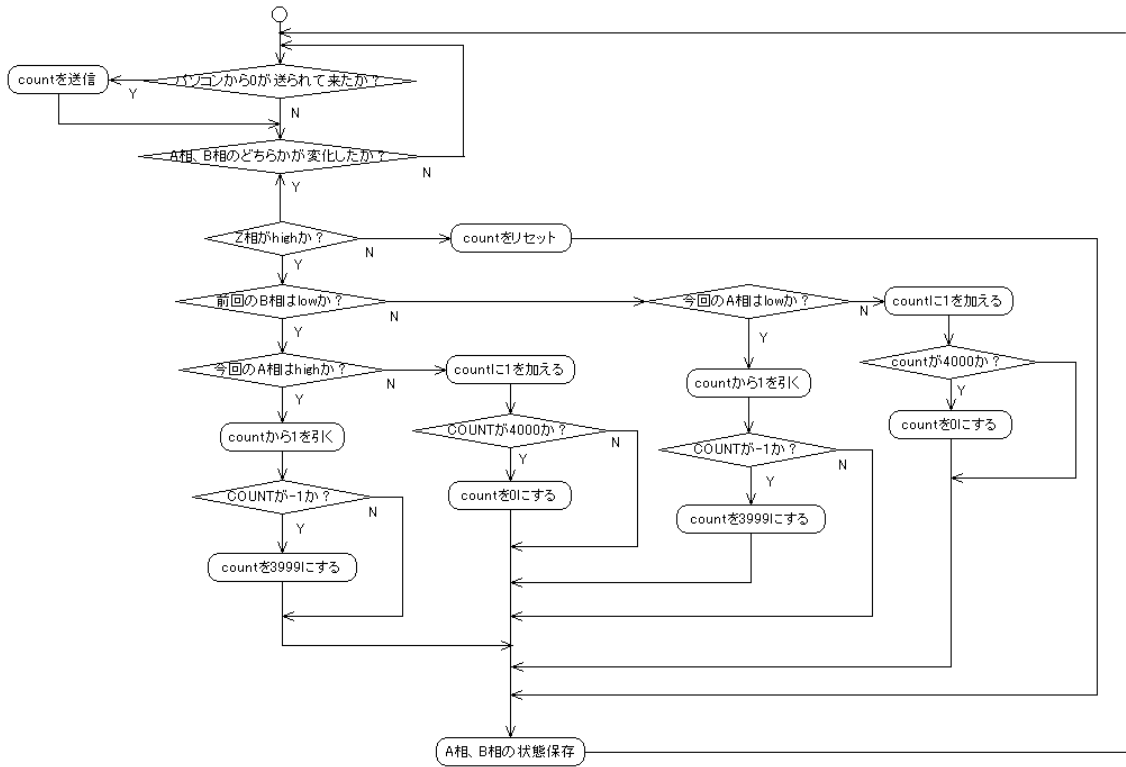 パソコンから0が送られて来たか？
countを送信
Y
N
A相、B相のどちらかが変化したか？
N
Y
Z相がhighか？
N
countをリセット
Y
前回のB相はlowか？
N
今回のA相はlowか？
N
countに1を加える
Y
Y
今回のA相はhighか？
N
countに1を加える
countが4000か？
Y
countから1を引く
Y
countから1を引く
COUNTが4000か？
N
countを0にする
Y
COUNTが-1か？
N
COUNTが-1か？
N
countを0にする
Y
Y
countを3999にする
countを3999にする
A相、B相の状態保存